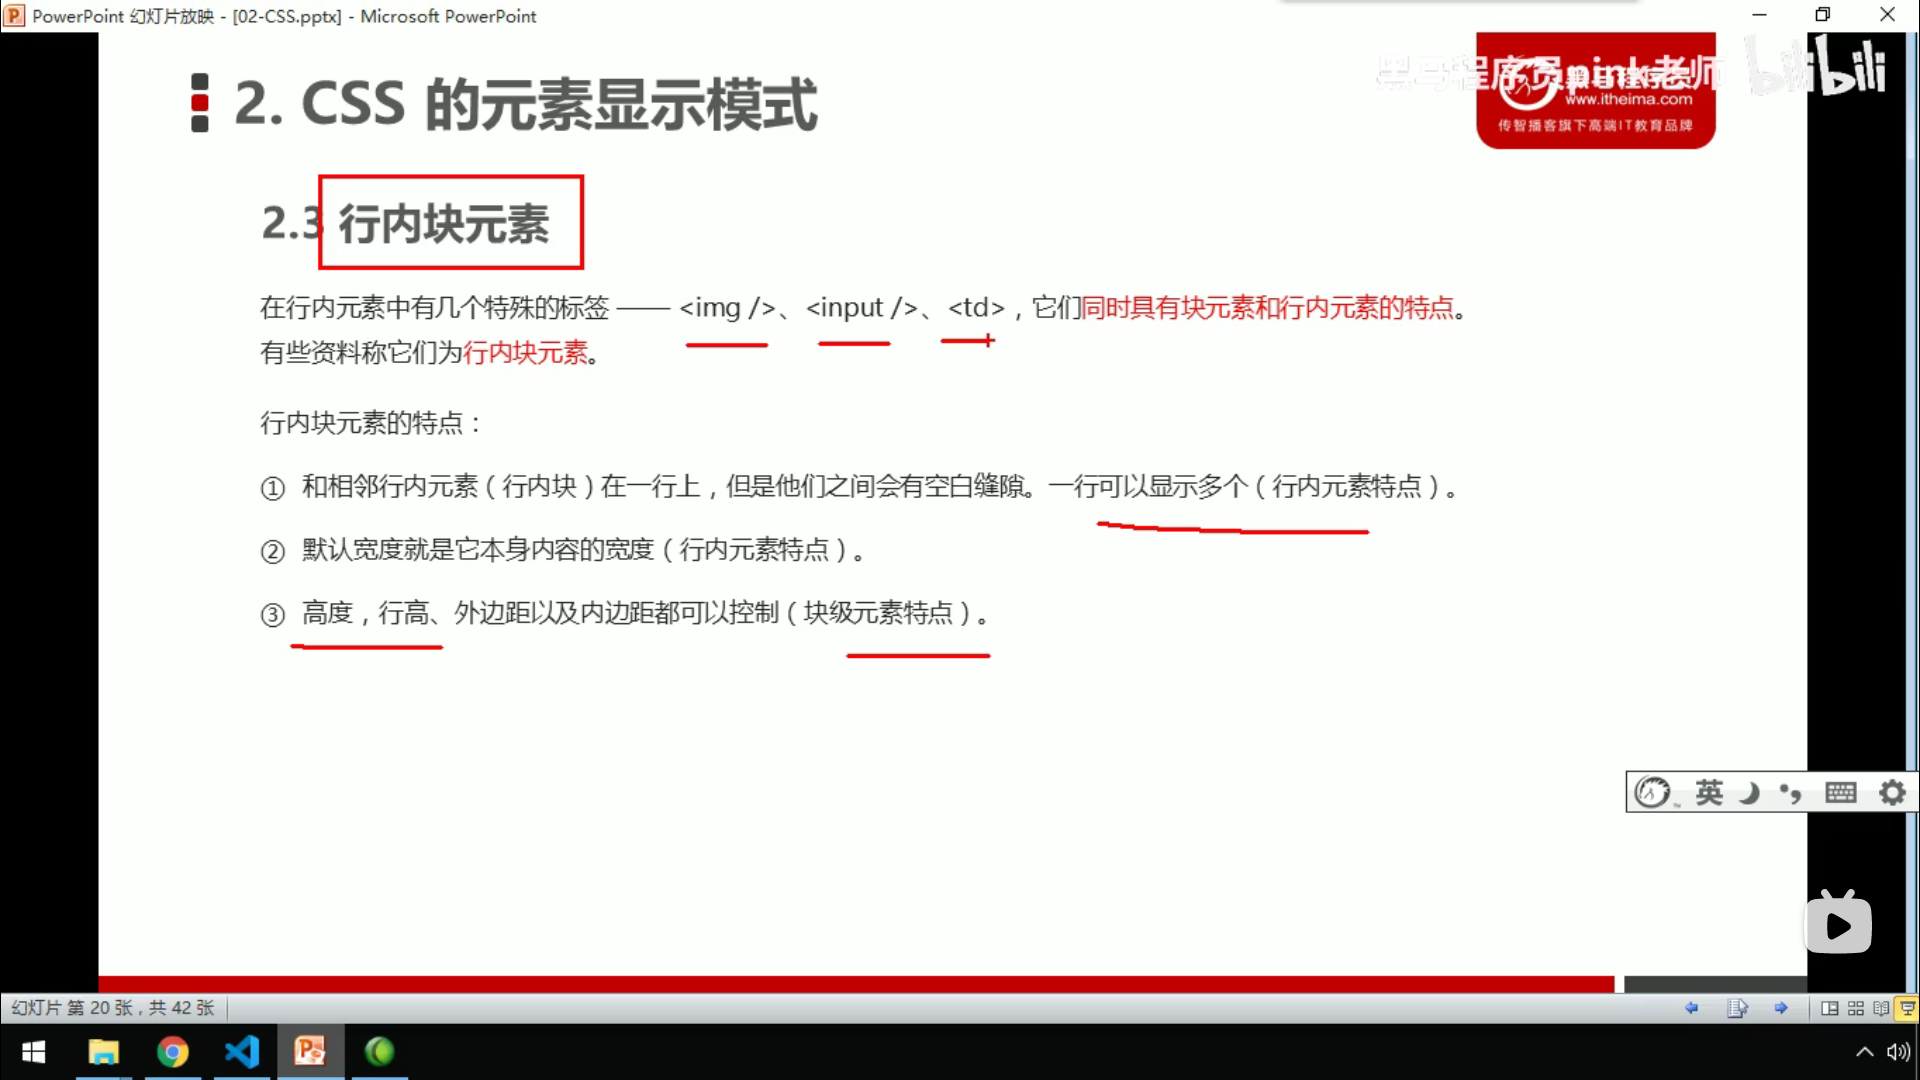 PowerPoint 幻灯片放映 - [02-CSS.pptx] - Microsoft PowerPoint
黑马程序员pink老师
bilibili
www.itheima.com
传智播客旗下高端IT教育品牌
2. CSS 的元素显示模式
2.3 行内块元素
在行内元素中有几个特殊的标签 —— <img />、<input />、<td>，它们同时具有块元素和行内元素的特点。
有些资料称它们为行内块元素。
行内块元素的特点：
① 和相邻行内元素（行内块）在一行上，但是他们之间会有空白缝隙。一行可以显示多个（行内元素特点）。
② 默认宽度就是它本身内容的宽度（行内元素特点）。
③ 高度，行高、外边距以及内边距都可以控制（块级元素特点）。
英
幻灯片 第 20 张，共 42 张